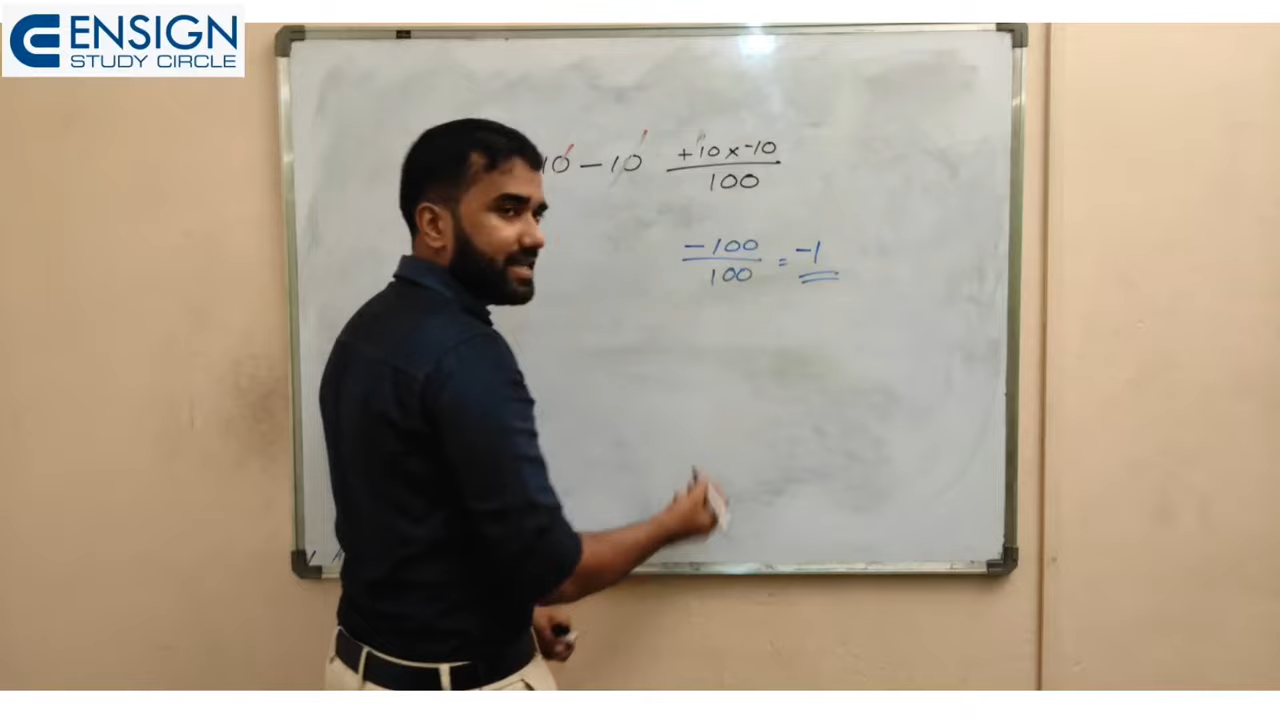 ENSIGN
STUDY CIRCLE
10 - 10 +10 x -10
100
-100
100 = -1